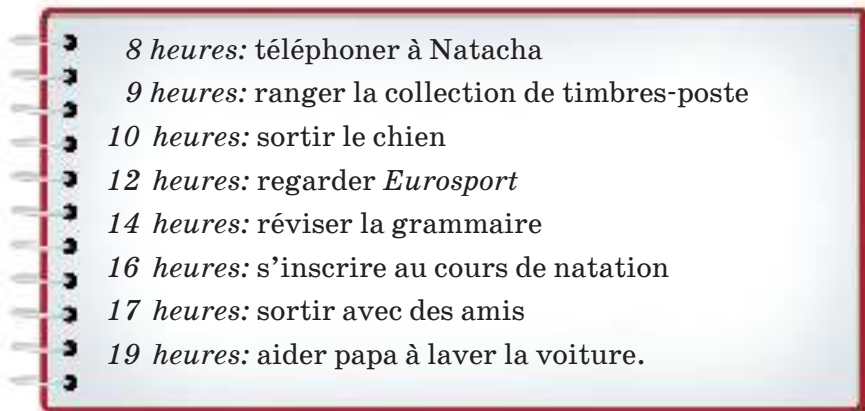 8 heures: téléphoner à Natacha
9 heures: ranger la collection de timbres-poste
10 heures: sortir le chien
12 heures: regarder Eurosport
14 heures: réviser la grammaire
16 heures: s’inscrire au cours de natation
17 heures: sortir avec des amis
19 heures: aider papa à laver la voiture.